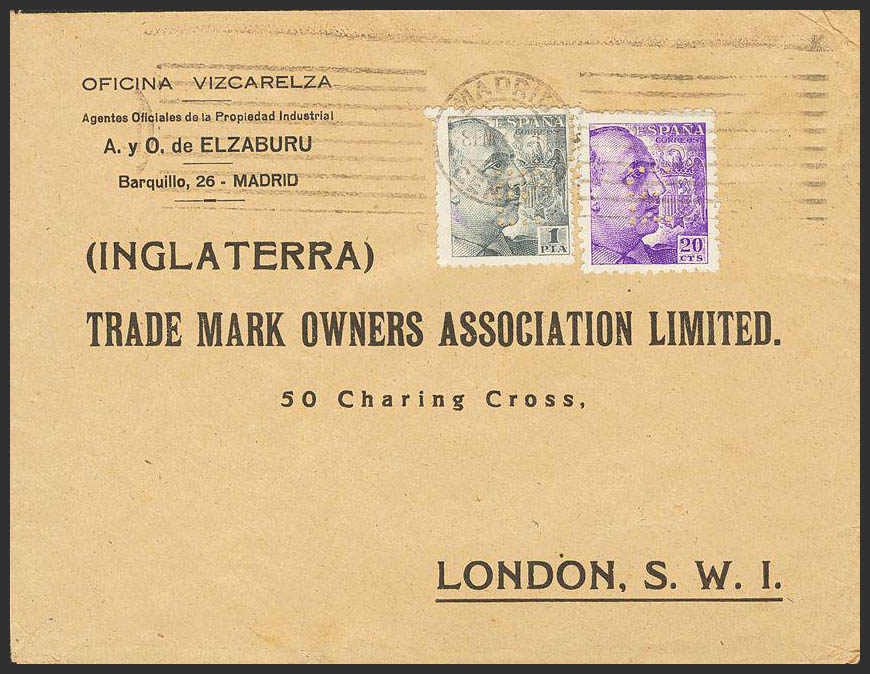 OFICINA VIZCARELZA
Agentes Oficiales de la Propiedad Industrial
A. y O. de ELZABURU
Barquillo, 26 - MADRID
MADRID
ESPAÑA
CORREOS
1
PTA
ESPAÑA
CORREOS
20
CTS
(INGLATERRA)
TRADE MARK OWNERS ASSOCIATION LIMITED.
50 Charing Cross,
LONDON, S. W. I.